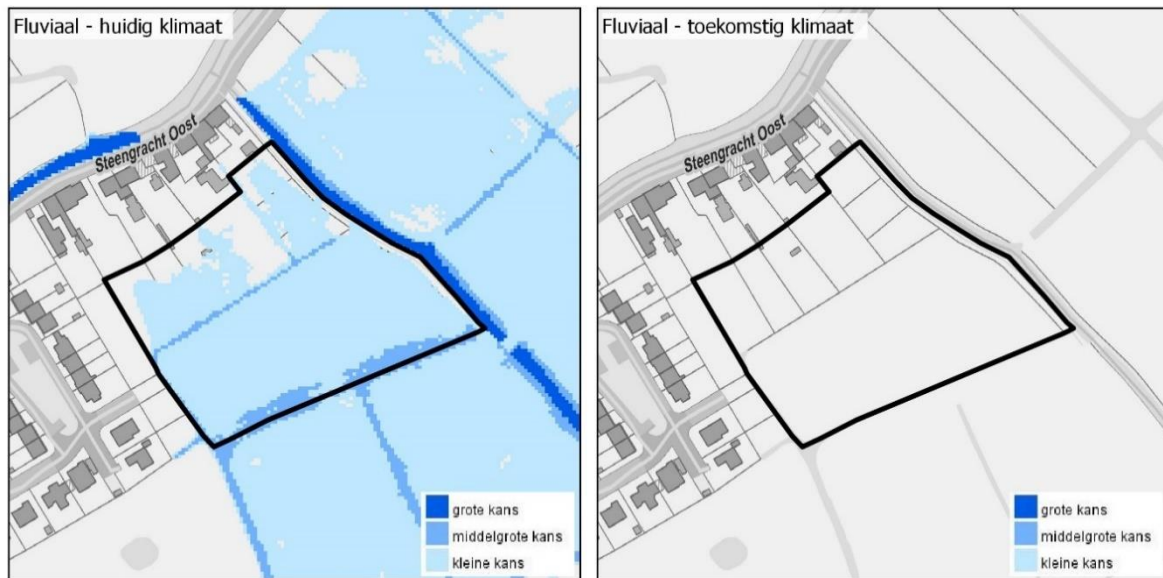 Fluviaal - huidig klimaat
Steengracht Oost
grote kans
middelgrote kans
kleine kans
Fluviaal - toekomstig klimaat
Steengracht Oost
grote kans
middelgrote kans
kleine kans